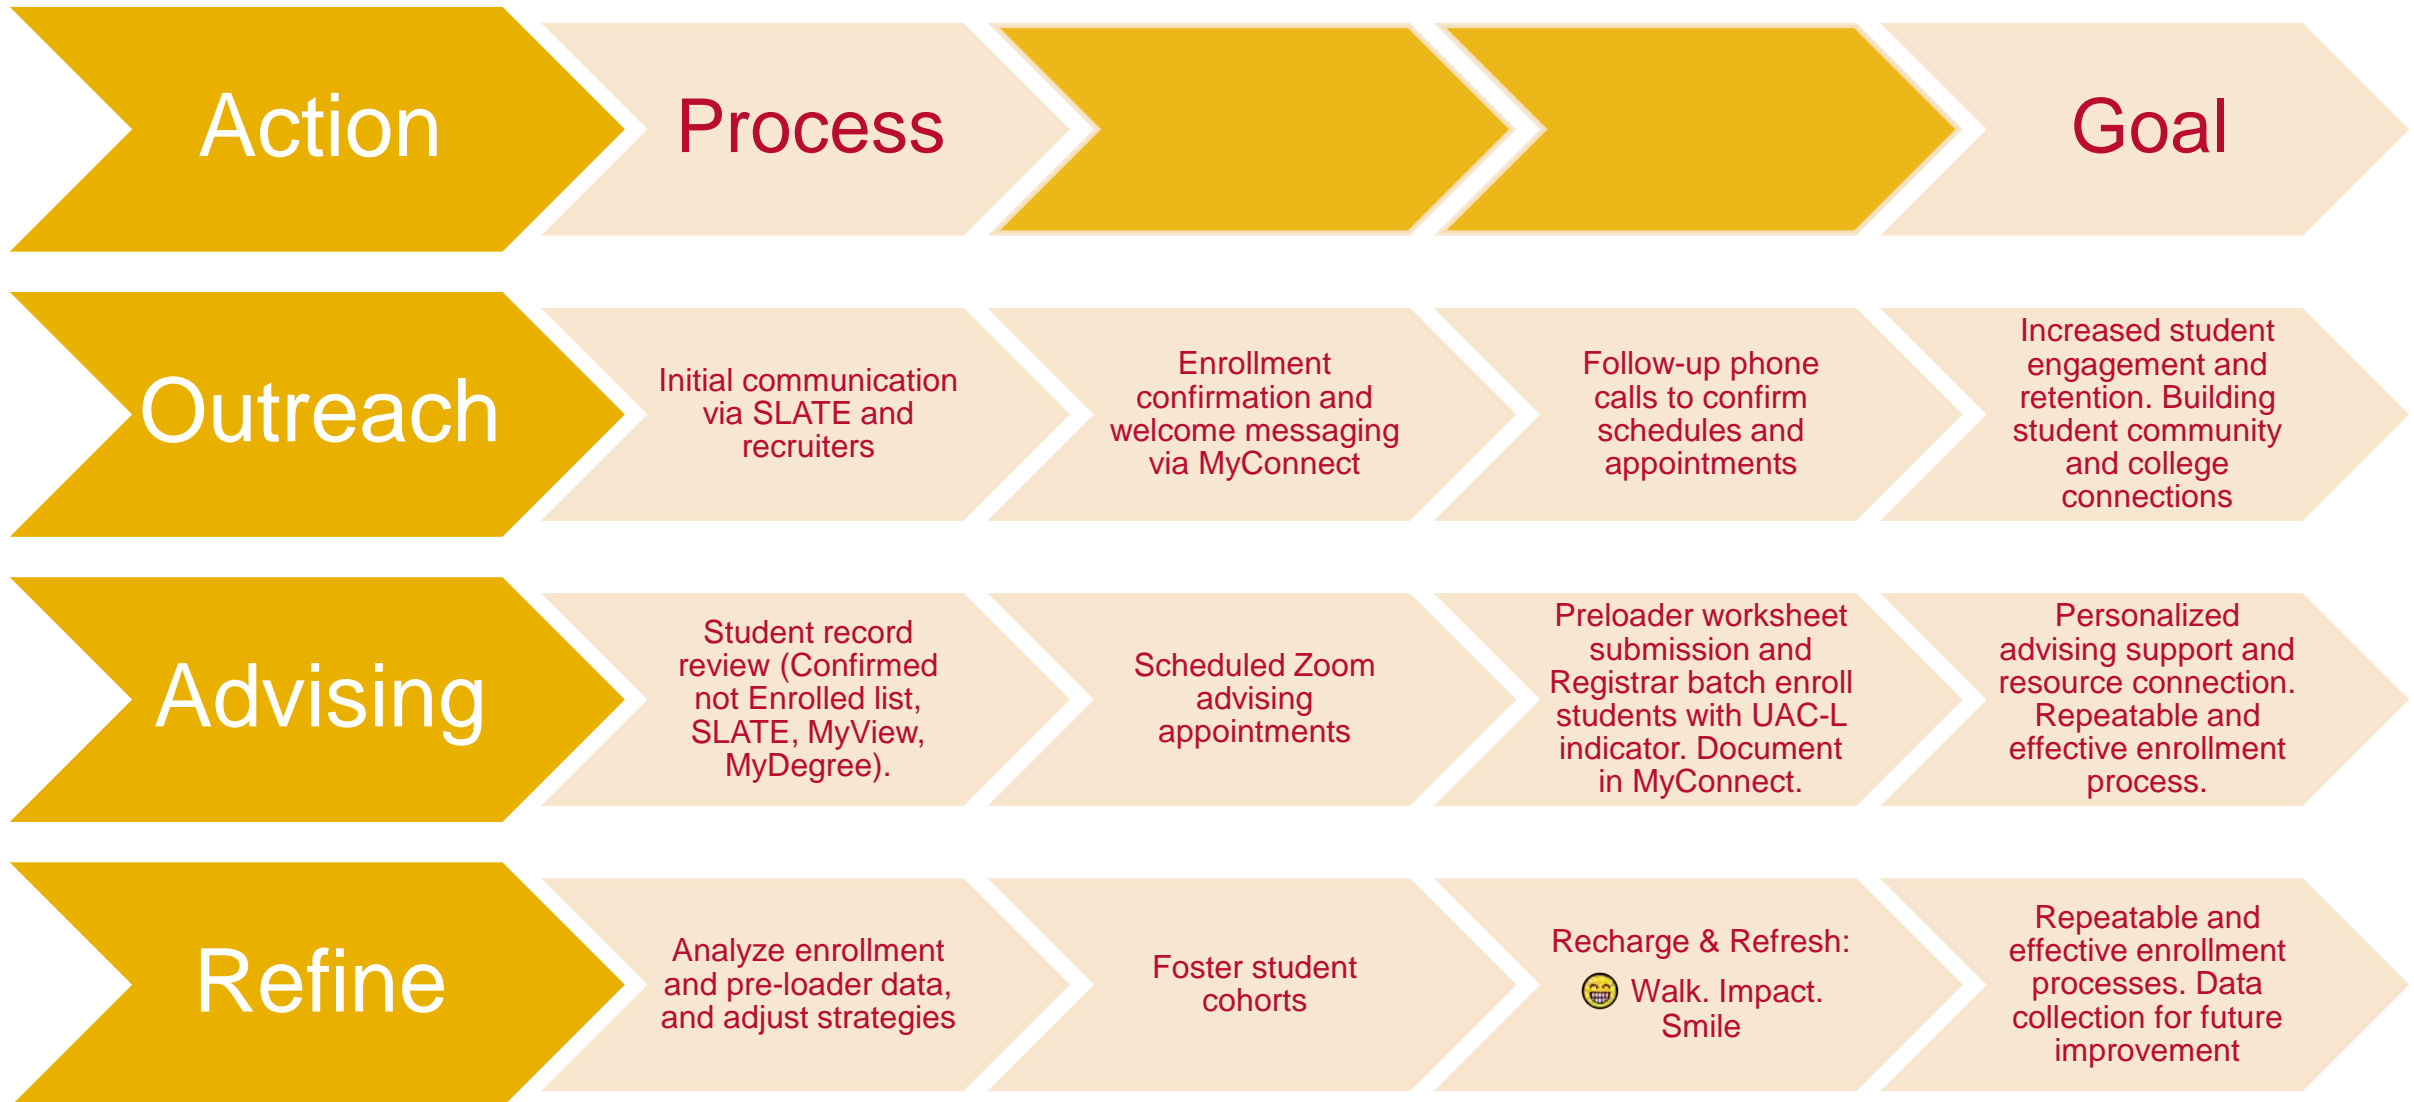 Action
Process
Goal
Outreach
Initial communication
via SLATE and
recruiters
Enrollment
confirmation and
welcome messaging
via MyConnect
Follow-up phone
calls to confirm
schedules and
appointments
Increased student
engagement and
retention. Building
student community
and college
connections
Advising
Student record
review (Confirmed
not Enrolled list,
SLATE, MyView,
MyDegree).
Scheduled Zoom
advising
appointments
Preloader worksheet
submission and
Registrar batch enroll
students with UAC-L
indicator. Document
in MyConnect.
Personalized
advising support and
resource connection.
Repeatable and
effective enrollment
process.
Refine
Analyze enrollment
and pre-loader data,
and adjust strategies
Foster student
cohorts
Recharge & Refresh:
Walk. Impact.
Smile
Repeatable and
effective enrollment
processes. Data
collection for future
improvement